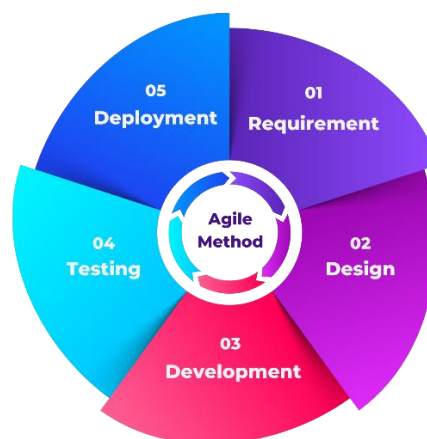 01
Requirement
02
Design
03
Development
04
Testing
05
Deployment
Agile
Method